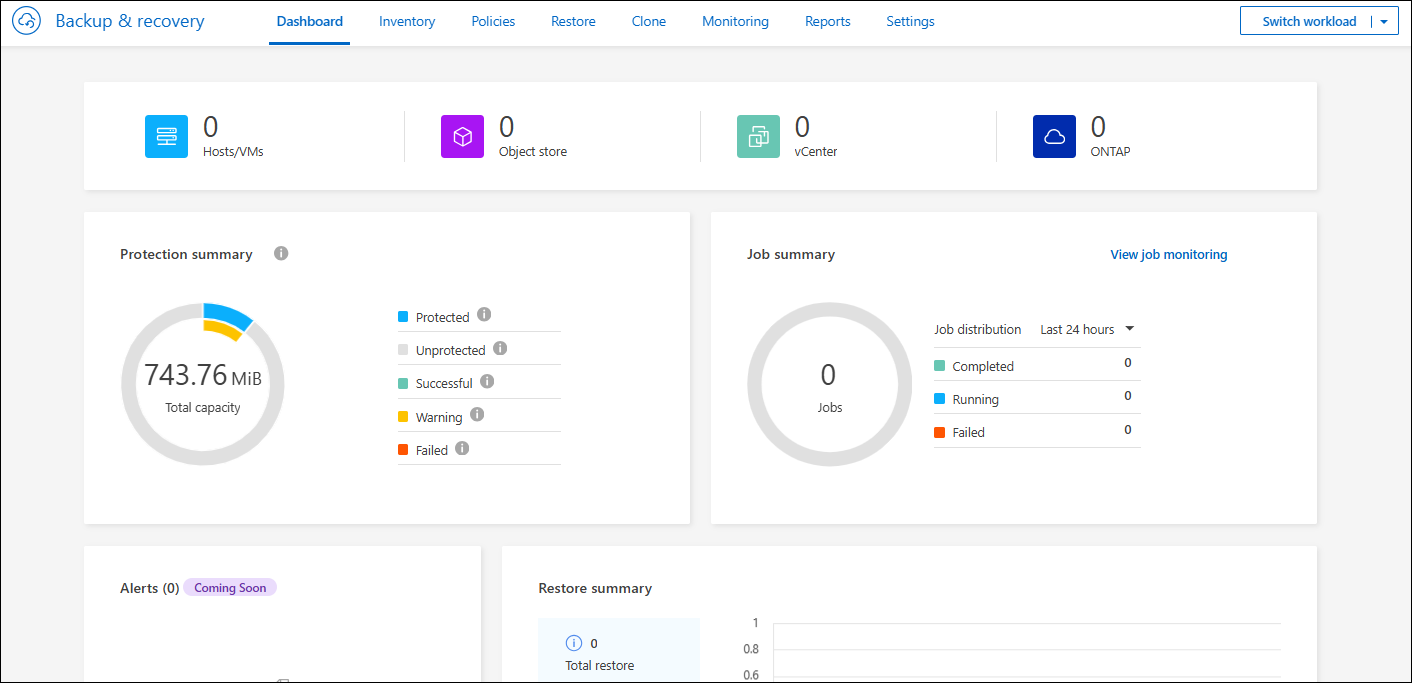 Backup & recovery
Dashboard Inventory Policies Restore Clone Monitoring Reports Settings
Switch workload
0
Hosts/VMs
0
Object store
0
vCenter
0
ONTAP
Protection summary
743.76 MiB
Total capacity
Protected
Unprotected
Successful
Warning
Failed
Job summary
View job monitoring
0
Jobs
Job distribution Last 24 hours
Completed 0
Running 0
Failed 0
Alerts (0) Coming Soon
Restore summary
0
Total restore
1
0.8
0.6